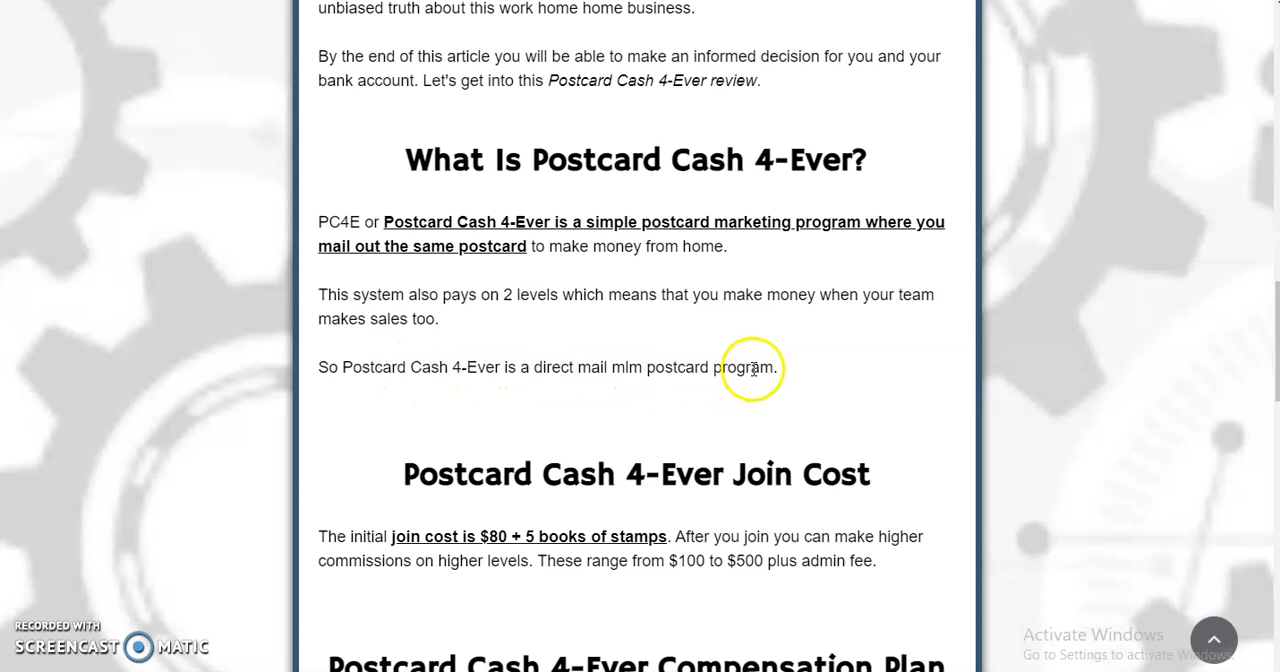 unbiased truth about this work home home business.
By the end of this article you will be able to make an informed decision for you and your
bank account. Let's get into this Postcard Cash 4-Ever review.
What Is Postcard Cash 4-Ever?
PC4E or Postcard Cash 4-Ever is a simple postcard marketing program where you
mail out the same postcard to make money from home.
This system also pays on 2 levels which means that you make money when your team
makes sales too.
So Postcard Cash 4-Ever is a direct mail mlm postcard program.
Postcard Cash 4-Ever Join Cost
The initial join cost is $80 + 5 books of stamps. After you join you can make higher
commissions on higher levels. These range from $100 to $500 plus admin fee.
Postcard Cash 4-Ever Compensation Plan
RECORDED WITH
SCREENCAST MATIC
Activate Windows
Go to Settings to activate Windows.